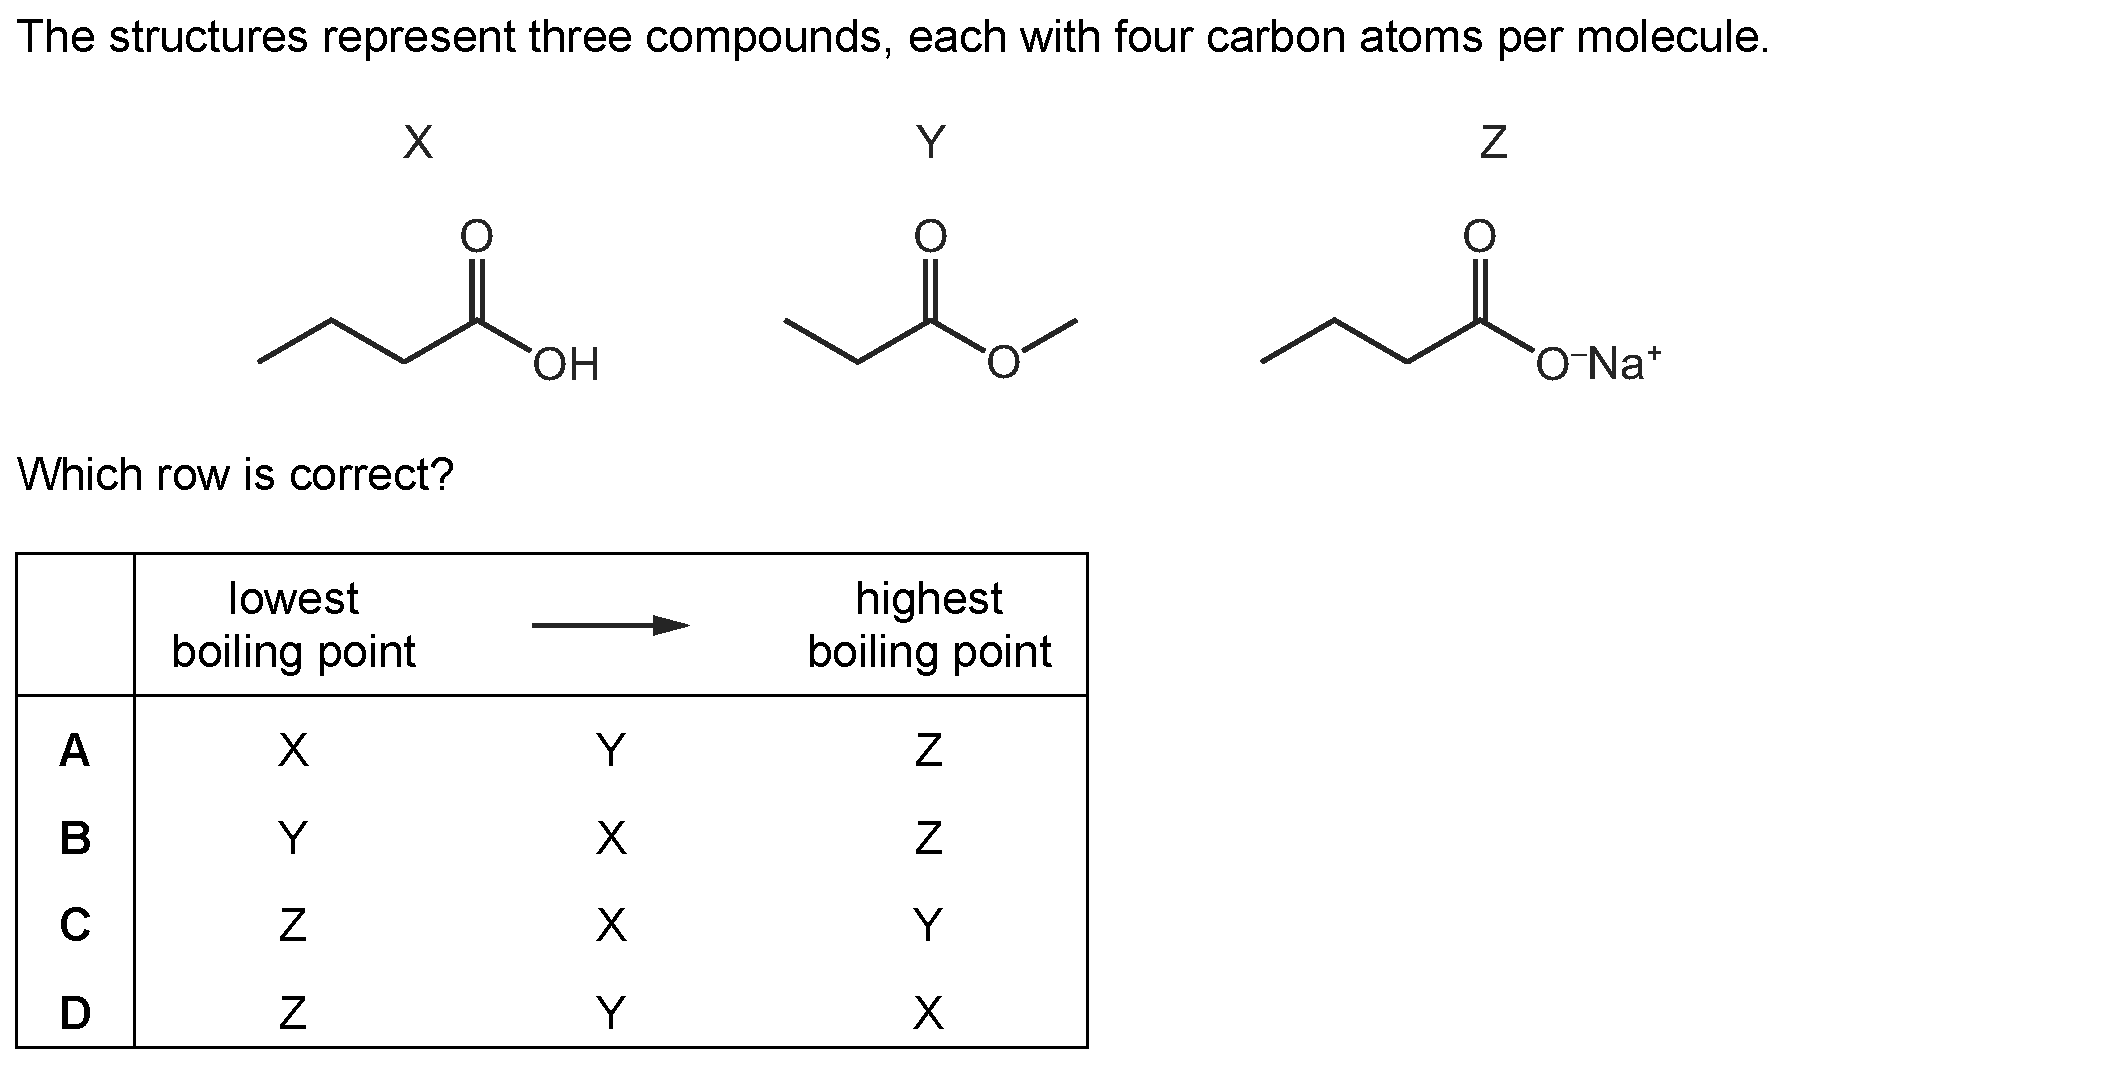 The structures represent three compounds, each with four carbon atoms per molecule.
X Y Z
O O O
OH O O⁻Na⁺
Which row is correct?
lowest highest
boiling point boiling point
A X Y Z
B Y X Z
C Z X Y
D Z Y X